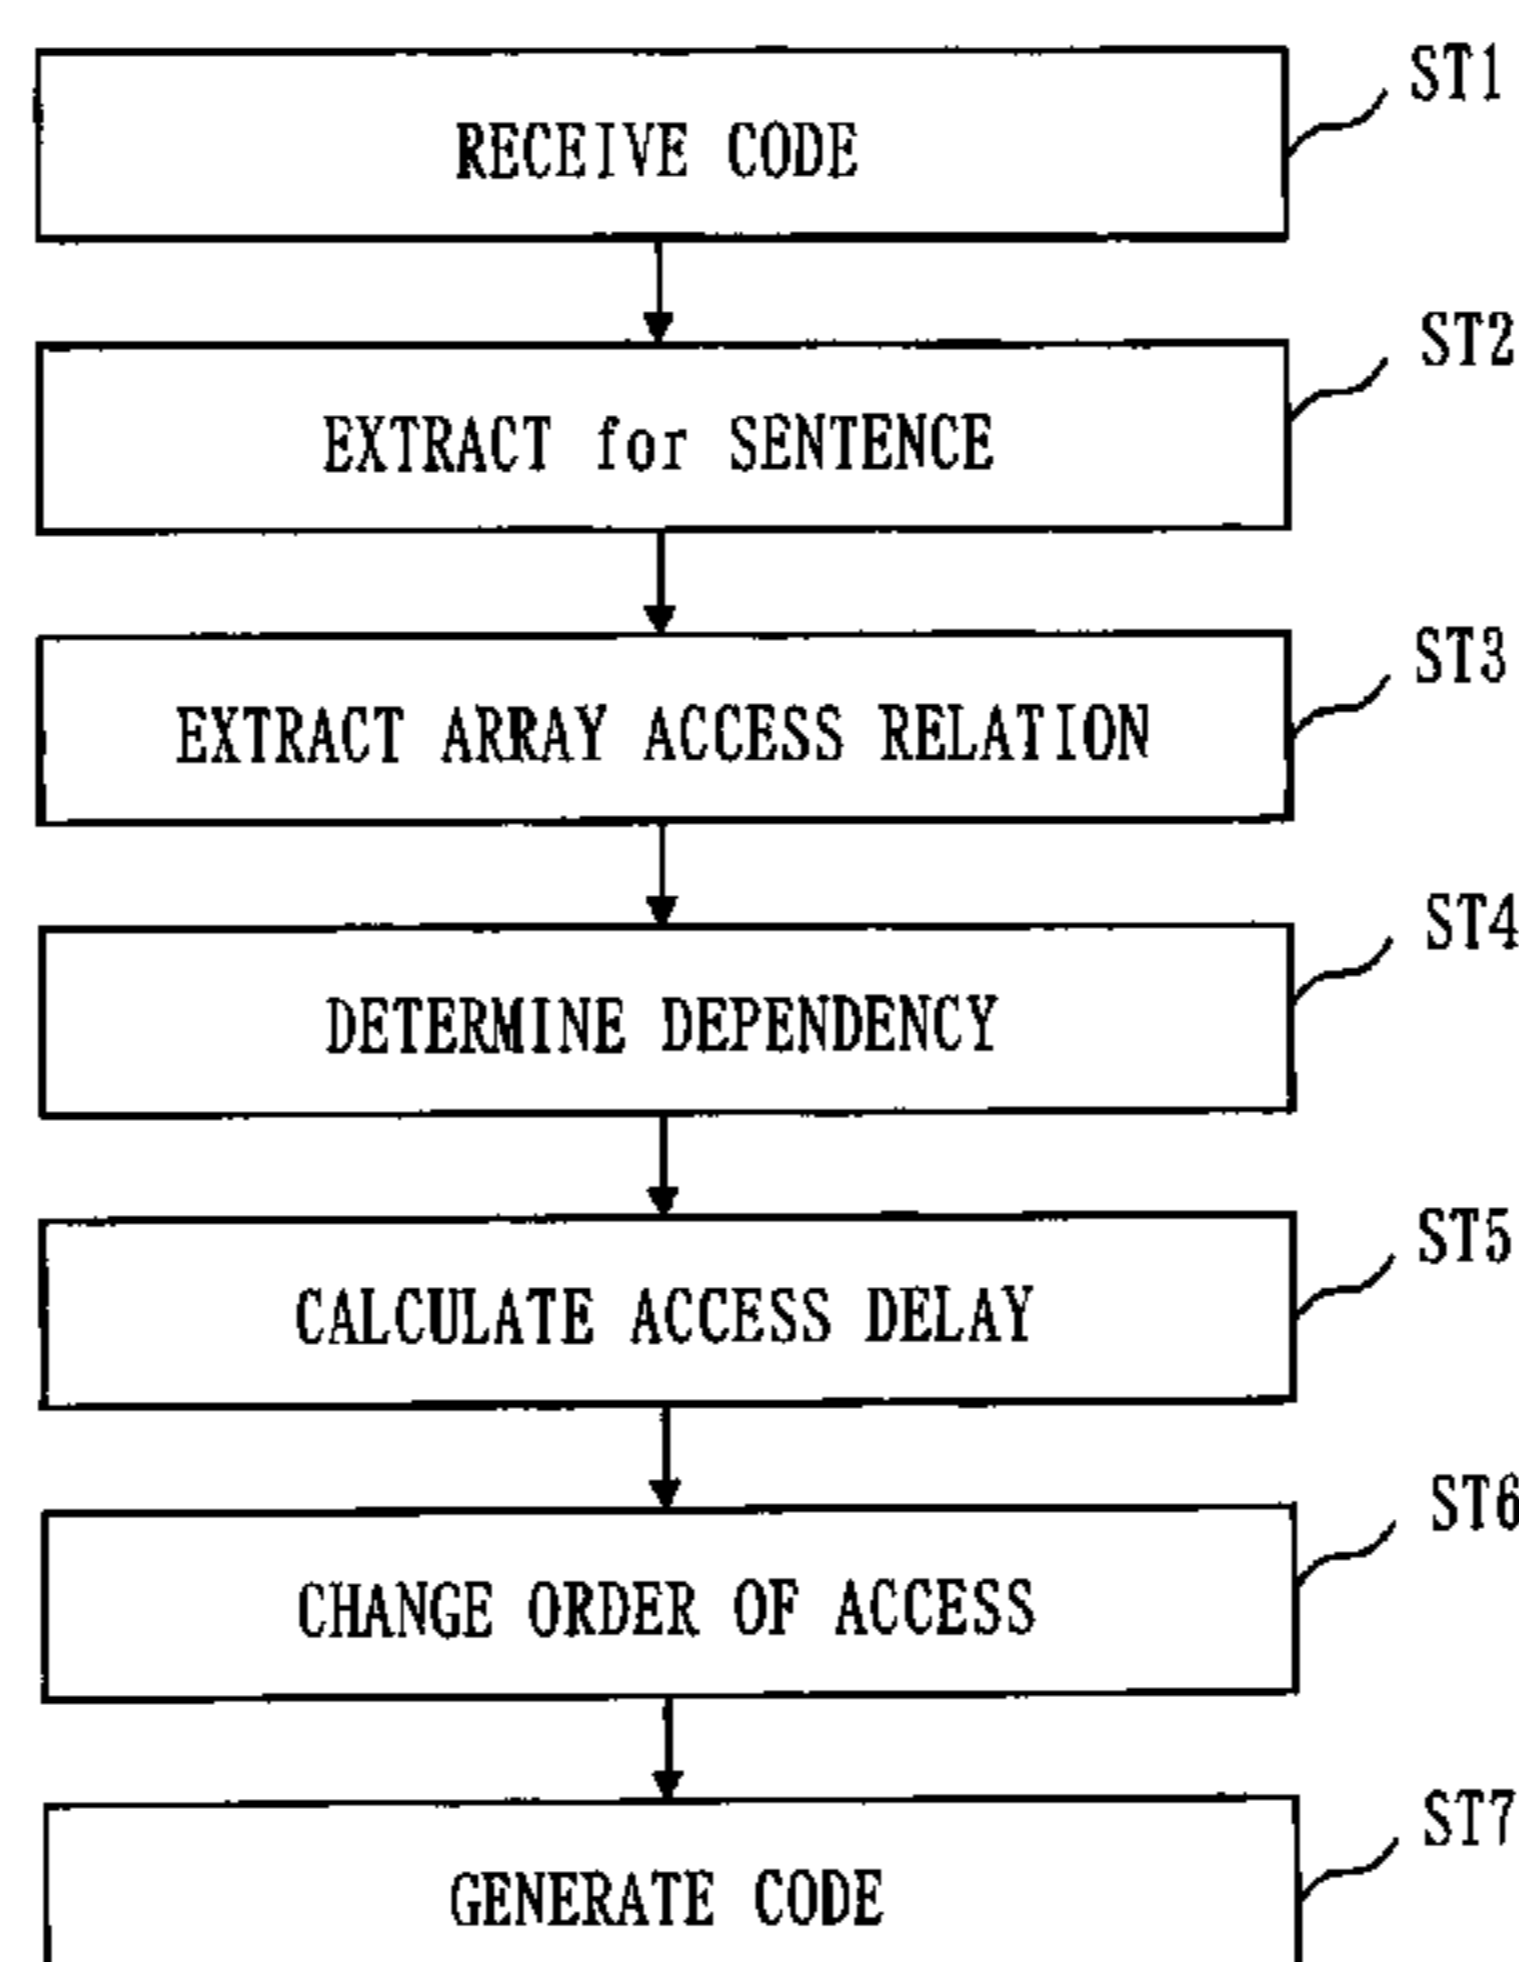 ST1
RECEIVE CODE
ST2
EXTRACT for SENTENCE
ST3
EXTRACT ARRAY ACCESS RELATION
ST4
DETERMINE DEPENDENCY
ST5
CALCULATE ACCESS DELAY
ST6
CHANGE ORDER OF ACCESS
ST7
GENERATE CODE